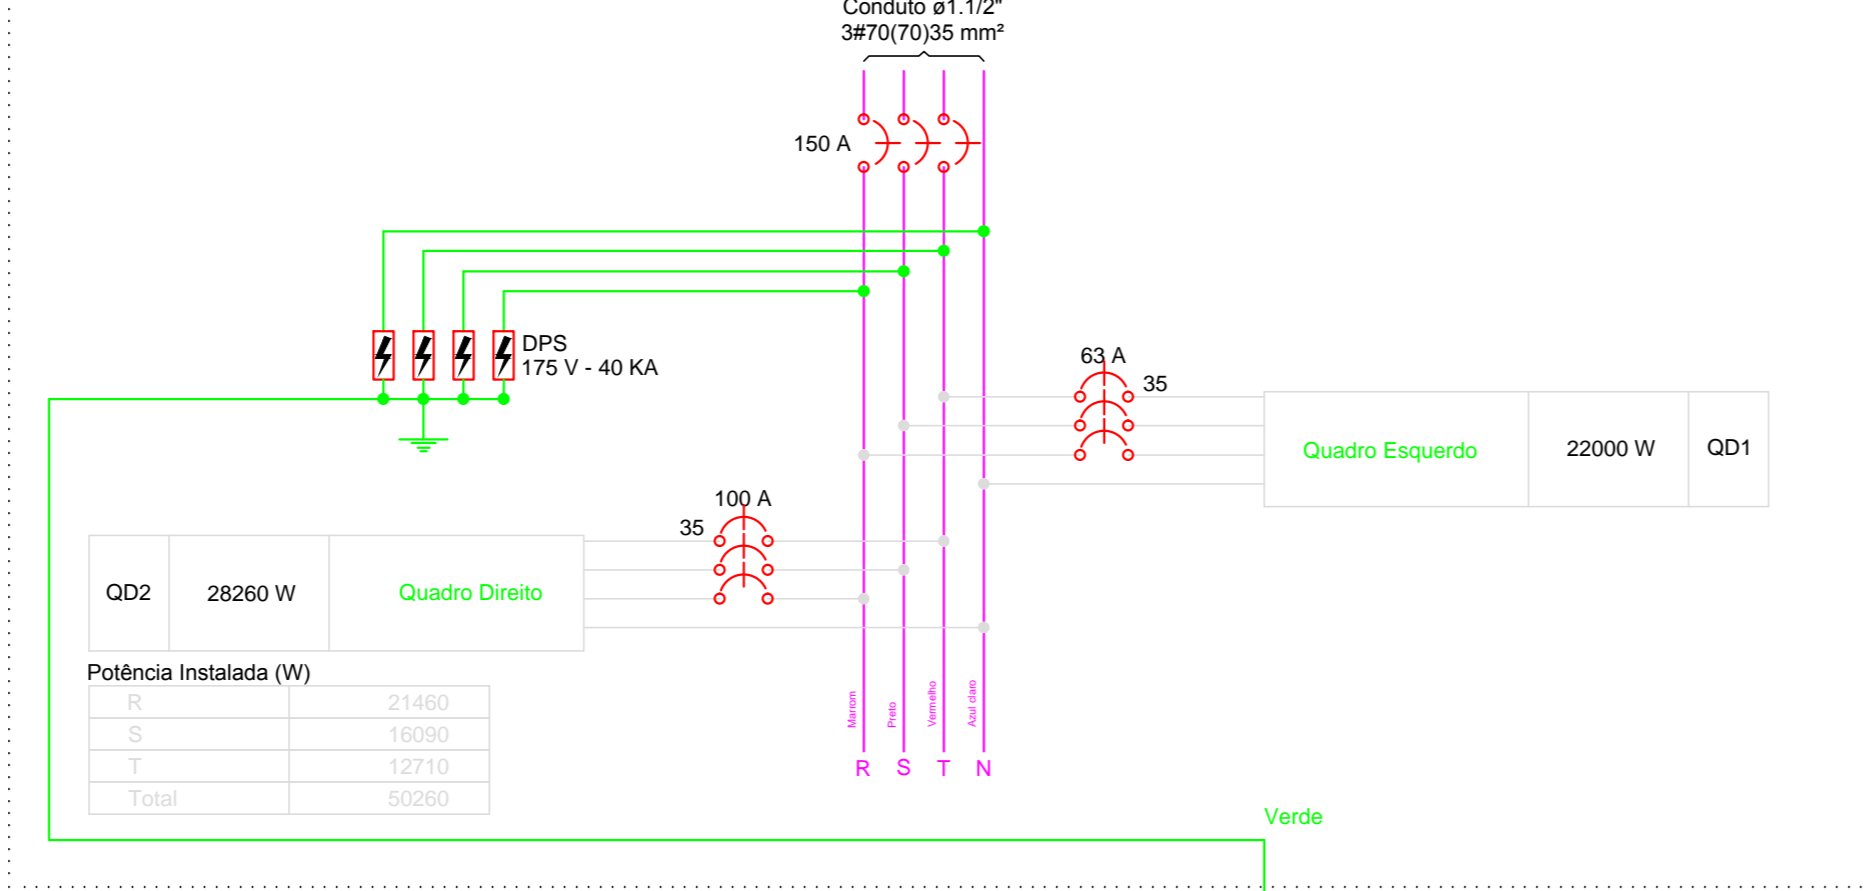 Conduto ø1.1/2"
3#70(70)35 mm²
150 A
DPS
175 V - 40 KA
63 A
35
Quadro Esquerdo 22000 W QD1
100 A
35
QD2 28260 W Quadro Direito
Potência Instalada (W)
R 21460
S 16090
T 12710
Total 50260
Marrom
Preto
Vermelho
Azul claro
R S T N
Verde